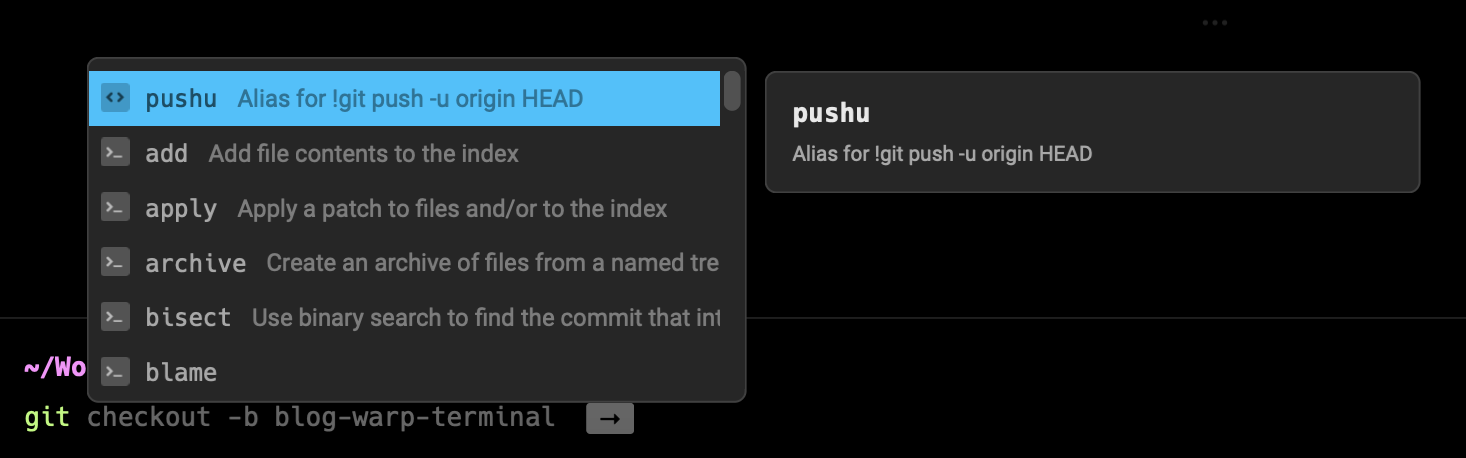 pushu Alias for !git push -u origin HEAD
add Add file contents to the index
apply Apply a patch to files and/or to the index
archive Create an archive of files from a named tre
bisect Use binary search to find the commit that int
blame
pushu
Alias for !git push -u origin HEAD
~/Wo
git checkout -b blog-warp-terminal →